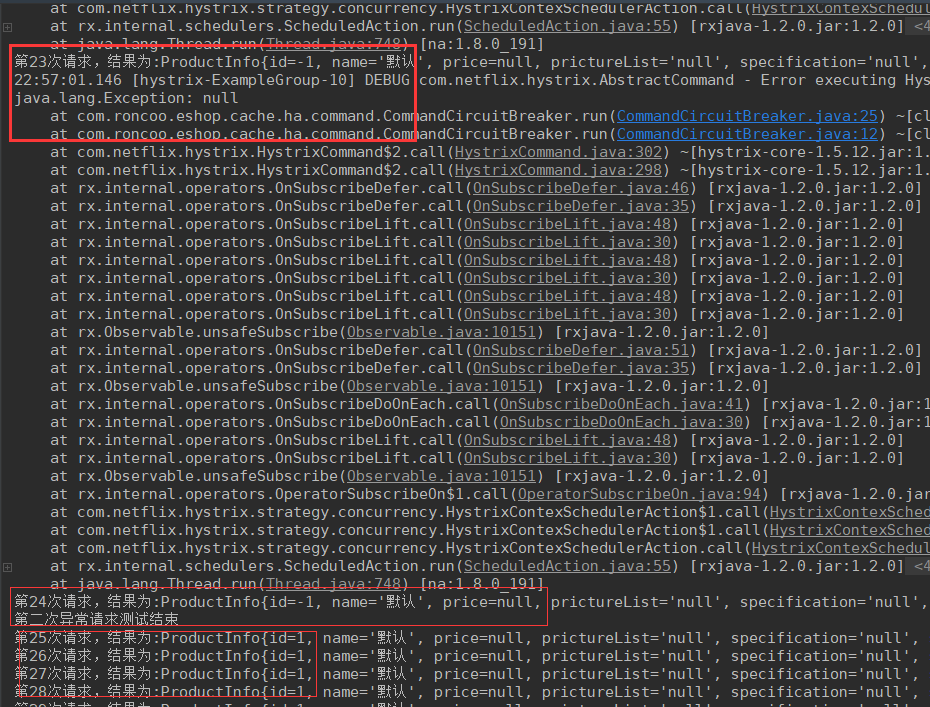 at com.netflix.hystrix.strategy.concurrency.HystrixContexSchedulerAction.call(HystrixContexSchedul
at rx.internal.schedulers.ScheduledAction.run(ScheduledAction.java:55) [rxjava-1.2.0.jar:1.2.0] <4
at java.lang.Thread.run(Thread.java:748) [na:1.8.0_191]
第23次请求，结果为:ProductInfo{id=-1, name='默认', price=null, prictureList='null', specification='null',
22:57:01.146 [hystrix-ExampleGroup-10] DEBUG com.netflix.hystrix.AbstractCommand - Error executing Hys
java.lang.Exception: null
at com.roncoo.eshop.cache.ha.command.CommandCircuitBreaker.run(CommandCircuitBreaker.java:25) ~[cl
at com.roncoo.eshop.cache.ha.command.CommandCircuitBreaker.run(CommandCircuitBreaker.java:12) ~[cl
at com.netflix.hystrix.HystrixCommand$2.call(HystrixCommand.java:302) ~[hystrix-core-1.5.12.jar:1.
at com.netflix.hystrix.HystrixCommand$2.call(HystrixCommand.java:298) ~[hystrix-core-1.5.12.jar:1.
at rx.internal.operators.OnSubscribeDefer.call(OnSubscribeDefer.java:46) [rxjava-1.2.0.jar:1.2.0]
at rx.internal.operators.OnSubscribeDefer.call(OnSubscribeDefer.java:35) [rxjava-1.2.0.jar:1.2.0]
at rx.internal.operators.OnSubscribeLift.call(OnSubscribeLift.java:48) [rxjava-1.2.0.jar:1.2.0]
at rx.internal.operators.OnSubscribeLift.call(OnSubscribeLift.java:30) [rxjava-1.2.0.jar:1.2.0]
at rx.internal.operators.OnSubscribeLift.call(OnSubscribeLift.java:48) [rxjava-1.2.0.jar:1.2.0]
at rx.internal.operators.OnSubscribeLift.call(OnSubscribeLift.java:30) [rxjava-1.2.0.jar:1.2.0]
at rx.internal.operators.OnSubscribeLift.call(OnSubscribeLift.java:48) [rxjava-1.2.0.jar:1.2.0]
at rx.internal.operators.OnSubscribeLift.call(OnSubscribeLift.java:30) [rxjava-1.2.0.jar:1.2.0]
at rx.Observable.unsafeSubscribe(Observable.java:10151) [rxjava-1.2.0.jar:1.2.0]
at rx.internal.operators.OnSubscribeDefer.call(OnSubscribeDefer.java:51) [rxjava-1.2.0.jar:1.2.0]
at rx.internal.operators.OnSubscribeDefer.call(OnSubscribeDefer.java:35) [rxjava-1.2.0.jar:1.2.0]
at rx.Observable.unsafeSubscribe(Observable.java:10151) [rxjava-1.2.0.jar:1.2.0]
at rx.internal.operators.OnSubscribeDoOnEach.call(OnSubscribeDoOnEach.java:41) [rxjava-1.2.0.jar:1
at rx.internal.operators.OnSubscribeDoOnEach.call(OnSubscribeDoOnEach.java:30) [rxjava-1.2.0.jar:1
at rx.internal.operators.OnSubscribeLift.call(OnSubscribeLift.java:48) [rxjava-1.2.0.jar:1.2.0]
at rx.internal.operators.OnSubscribeLift.call(OnSubscribeLift.java:30) [rxjava-1.2.0.jar:1.2.0]
at rx.Observable.unsafeSubscribe(Observable.java:10151) [rxjava-1.2.0.jar:1.2.0]
at rx.internal.operators.OperatorSubscribeOn$1.call(OperatorSubscribeOn.java:94) [rxjava-1.2.0.jar
at com.netflix.hystrix.strategy.concurrency.HystrixContexSchedulerAction$1.call(HystrixContexSched
at com.netflix.hystrix.strategy.concurrency.HystrixContexSchedulerAction$1.call(HystrixContexSched
at com.netflix.hystrix.strategy.concurrency.HystrixContexSchedulerAction.call(HystrixContexSchedul
at rx.internal.schedulers.ScheduledAction.run(ScheduledAction.java:55) [rxjava-1.2.0.jar:1.2.0] <4
at java.lang.Thread.run(Thread.java:748) [na:1.8.0_191]
第24次请求，结果为:ProductInfo{id=-1, name='默认', price=null, prictureList='null', specification='null',
第二次异常请求测试结束
第25次请求，结果为:ProductInfo{id=1, name='默认', price=null, prictureList='null', specification='null',
第26次请求，结果为:ProductInfo{id=1, name='默认', price=null, prictureList='null', specification='null',
第27次请求，结果为:ProductInfo{id=1, name='默认', price=null, prictureList='null', specification='null',
第28次请求，结果为:ProductInfo{id=1, name='默认', price=null, prictureList='null', specification='null',